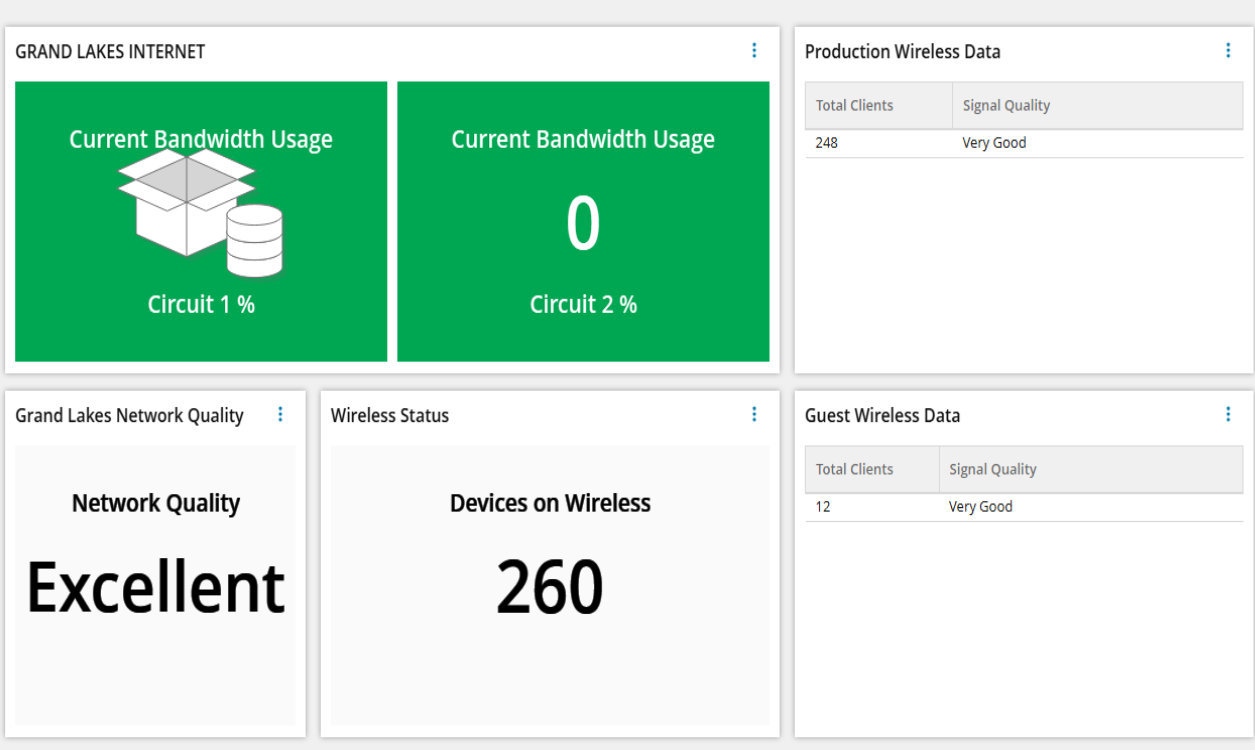 GRAND LAKES INTERNET
Current Bandwidth Usage
Circuit 1 %
Current Bandwidth Usage
0
Circuit 2 %
Production Wireless Data
Total Clients Signal Quality
248 Very Good
Grand Lakes Network Quality
Network Quality
Excellent
Wireless Status
Devices on Wireless
260
Guest Wireless Data
Total Clients Signal Quality
12 Very Good